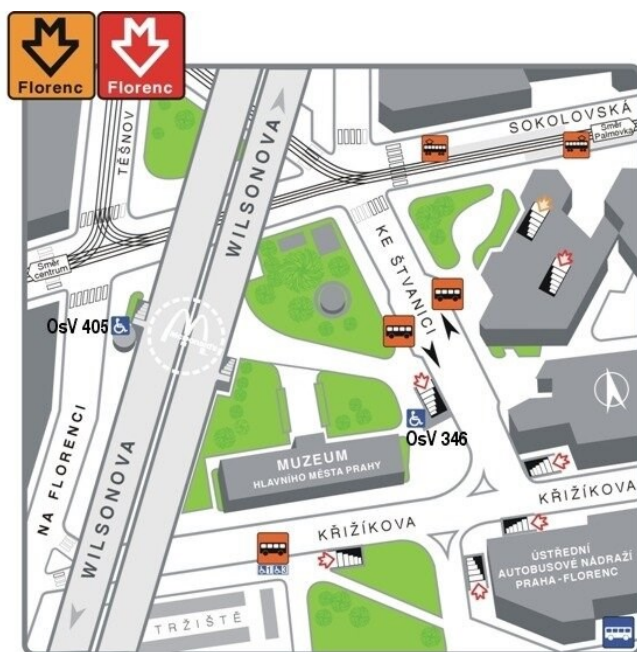 Florenc
Florenc
SOKOLOVSKÁ
Směr
Palmovka
TĚŠNOV
WILSONOVA
KE ŠTVANICI
Směr
centrum
OsV 405
OsV 346
NA FLORENCI
MUZEUM
HLAVNÍHO MĚSTA PRAHY
WILSONOVA
KŘIŽÍKOVA
KŘIŽÍKOVA
ÚSTŘEDNÍ
AUTOBUSOVÉ NÁDRAŽÍ
PRAHA-FLORENC
TRŽIŠTĚ